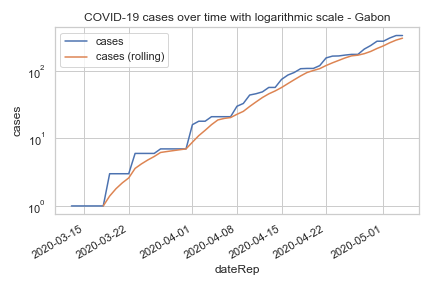 COVID-19 cases over time with logarithmic scale - Gabon
cases
cases (rolling)
10²
10¹
10⁰
cases
2020-03-15
2020-03-22
2020-04-01
2020-04-08
2020-04-15
2020-04-22
2020-05-01
dateRep